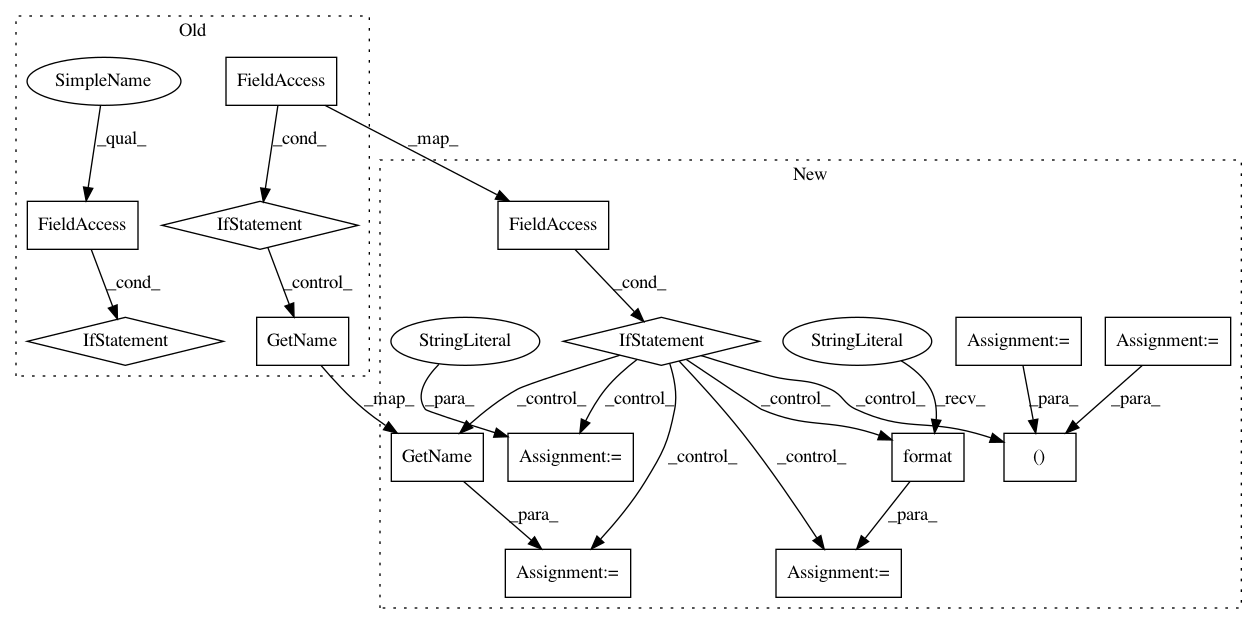 Old
SimpleName
FieldAccess
_qual_
_cond_
_map_
New
FieldAccess
IfStatement
FieldAccess
_cond_
_control_
_cond_
IfStatement
GetName
StringLiteral
IfStatement
StringLiteral
Assignment:=
Assignment:=
_map_
_para_
_control_
_control_
_control_
_control_
_recv_
_para_
_para_
GetName
Assignment:=
_control_
_control_
format
()
_para_
_para_
Assignment:=
Assignment:=